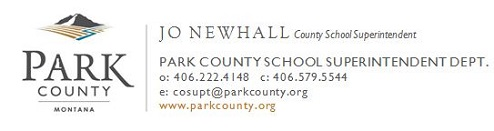 PARK
COUNTY
MONTANA
JO NEWHALL County School Superintendent
PARK COUNTY SCHOOL SUPERINTENDENT DEPT.
o: 406.222.4148 c: 406.579.5544
e: cosupt@parkcounty.org
www.parkcounty.org